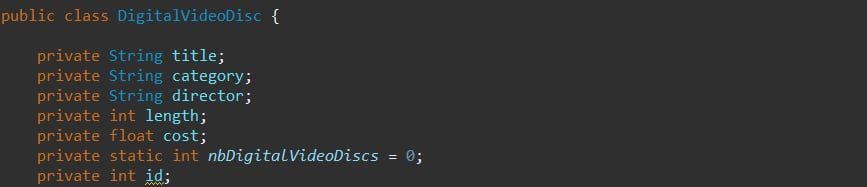 public class DigitalVideoDisc {
private String title;
private String category;
private String director;
private int length;
private float cost;
private static int nbDigitalVideoDiscs = 0;
private int id;